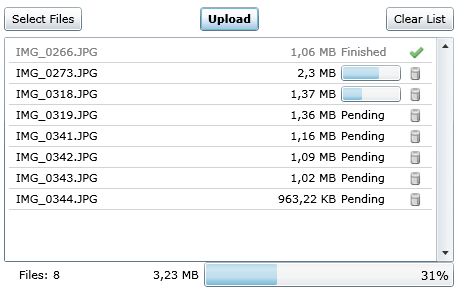 Select Files Upload Clear List
IMG_0266.JPG 1,06 MB Finished
IMG_0273.JPG 2,3 MB
IMG_0318.JPG 1,37 MB
IMG_0319.JPG 1,36 MB Pending
IMG_0341.JPG 1,16 MB Pending
IMG_0342.JPG 1,09 MB Pending
IMG_0343.JPG 1,02 MB Pending
IMG_0344.JPG 963,22 KB Pending
Files: 8 3,23 MB 31%